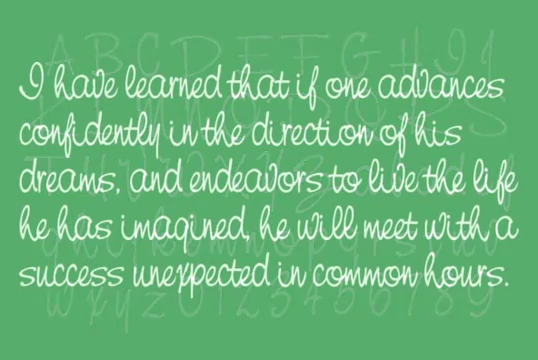 I have learned that if one advances
confidently in the direction of his
dreams, and endeavors to live the life
he has imagined, he will meet with a
success unexpected in common hours.